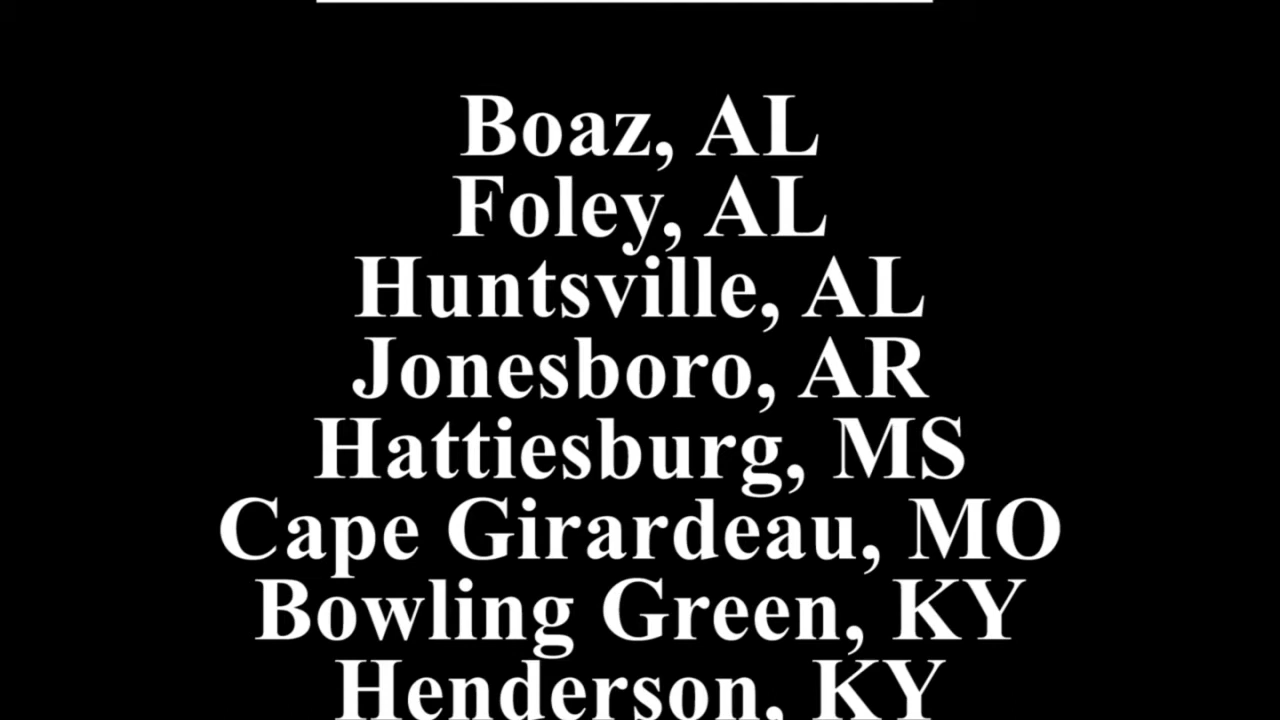 Boaz, AL
Foley, AL
Huntsville, AL
Jonesboro, AR
Hattiesburg, MS
Cape Girardeau, MO
Bowling Green, KY
Henderson, KY